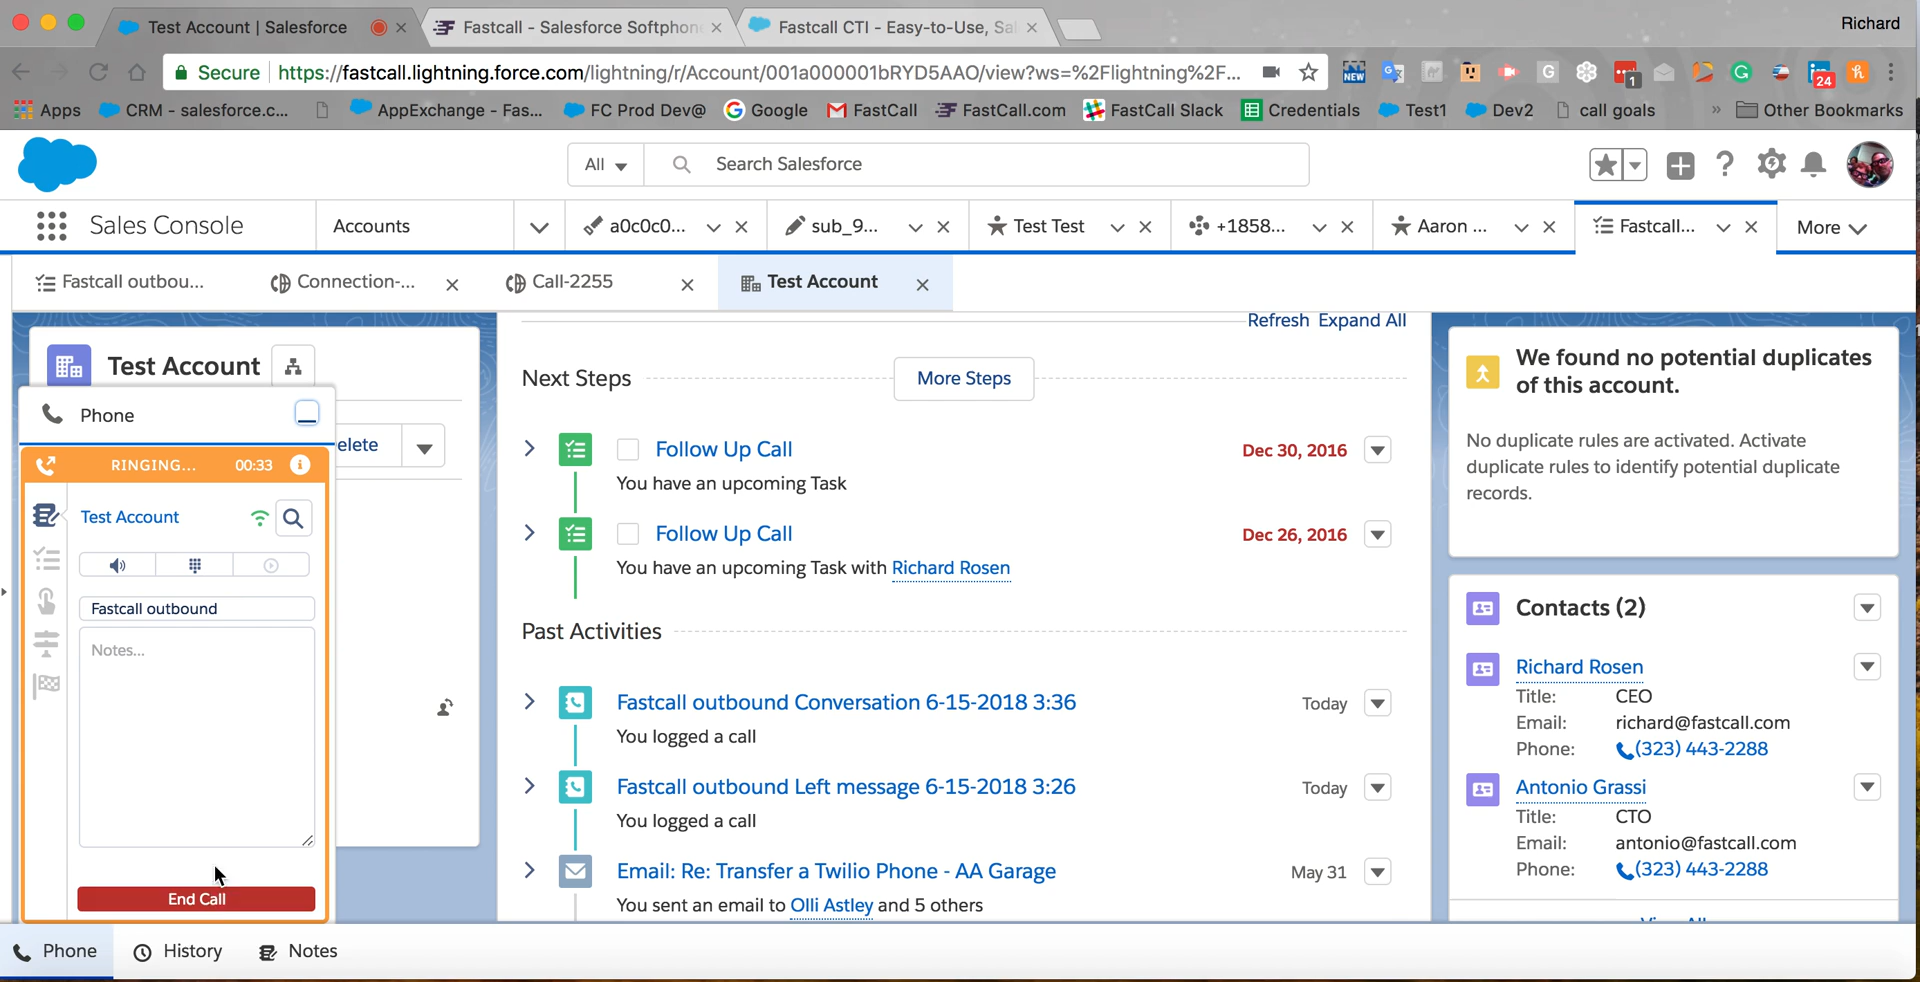 Test Account | Salesforce
Fastcall - Salesforce Softphon
Fastcall CTI - Easy-to-Use, Sal
Richard
Secure
https://fastcall.lightning.force.com/lightning/r/Account/001a000001bRYD5AAO/view?ws=%2Flightning%2F...
NEW
G
1
G
24
h
Apps
CRM - salesforce.c...
AppExchange - Fas...
FC Prod Dev@
Google
FastCall
FastCall.com
FastCall Slack
Credentials
Test1
Dev2
call goals
»
Other Bookmarks
All
Search Salesforce
Sales Console
Accounts
a0c0c0...
sub_9...
Test Test
+1858...
Aaron ...
Fastcall...
More
Fastcall outbou...
Connection-...
Call-2255
Test Account
Refresh Expand All
Test Account
Phone
elete
RINGING...
00:33
Test Account
Fastcall outbound
Notes...
End Call
Next Steps
More Steps
Follow Up Call
Dec 30, 2016
You have an upcoming Task
Follow Up Call
Dec 26, 2016
You have an upcoming Task with Richard Rosen
Past Activities
Fastcall outbound Conversation 6-15-2018 3:36
Today
You logged a call
Fastcall outbound Left message 6-15-2018 3:26
Today
You logged a call
Email: Re: Transfer a Twilio Phone - AA Garage
May 31
You sent an email to Olli Astley and 5 others
We found no potential duplicates
of this account.
No duplicate rules are activated. Activate
duplicate rules to identify potential duplicate
records.
Contacts (2)
Richard Rosen
Title: CEO
Email: richard@fastcall.com
Phone: (323) 443-2288
Antonio Grassi
Title: CTO
Email: antonio@fastcall.com
Phone: (323) 443-2288
View All
Phone
History
Notes